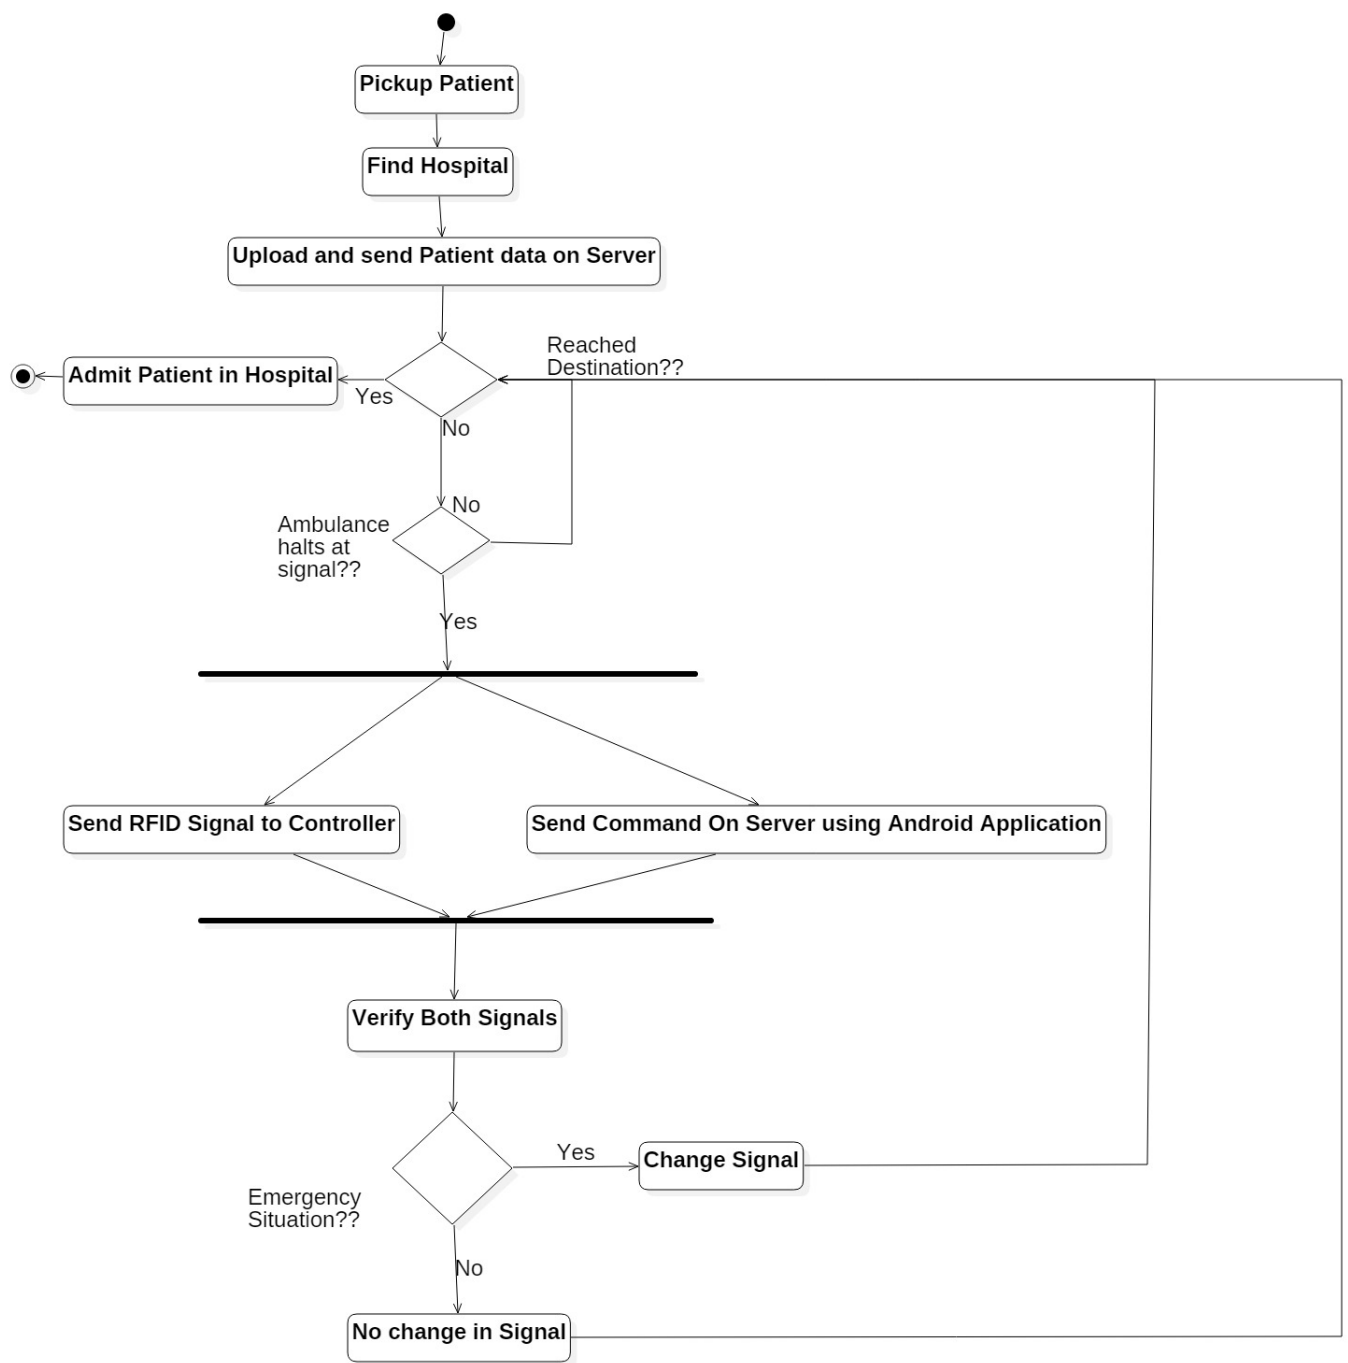 Pickup Patient
Find Hospital
Upload and send Patient data on Server
Reached
Destination??
Admit Patient in Hospital
Yes
No
No
Ambulance
halts at
signal??
Yes
Send RFID Signal to Controller
Send Command On Server using Android Application
Verify Both Signals
Yes
Change Signal
Emergency
Situation??
No
No change in Signal